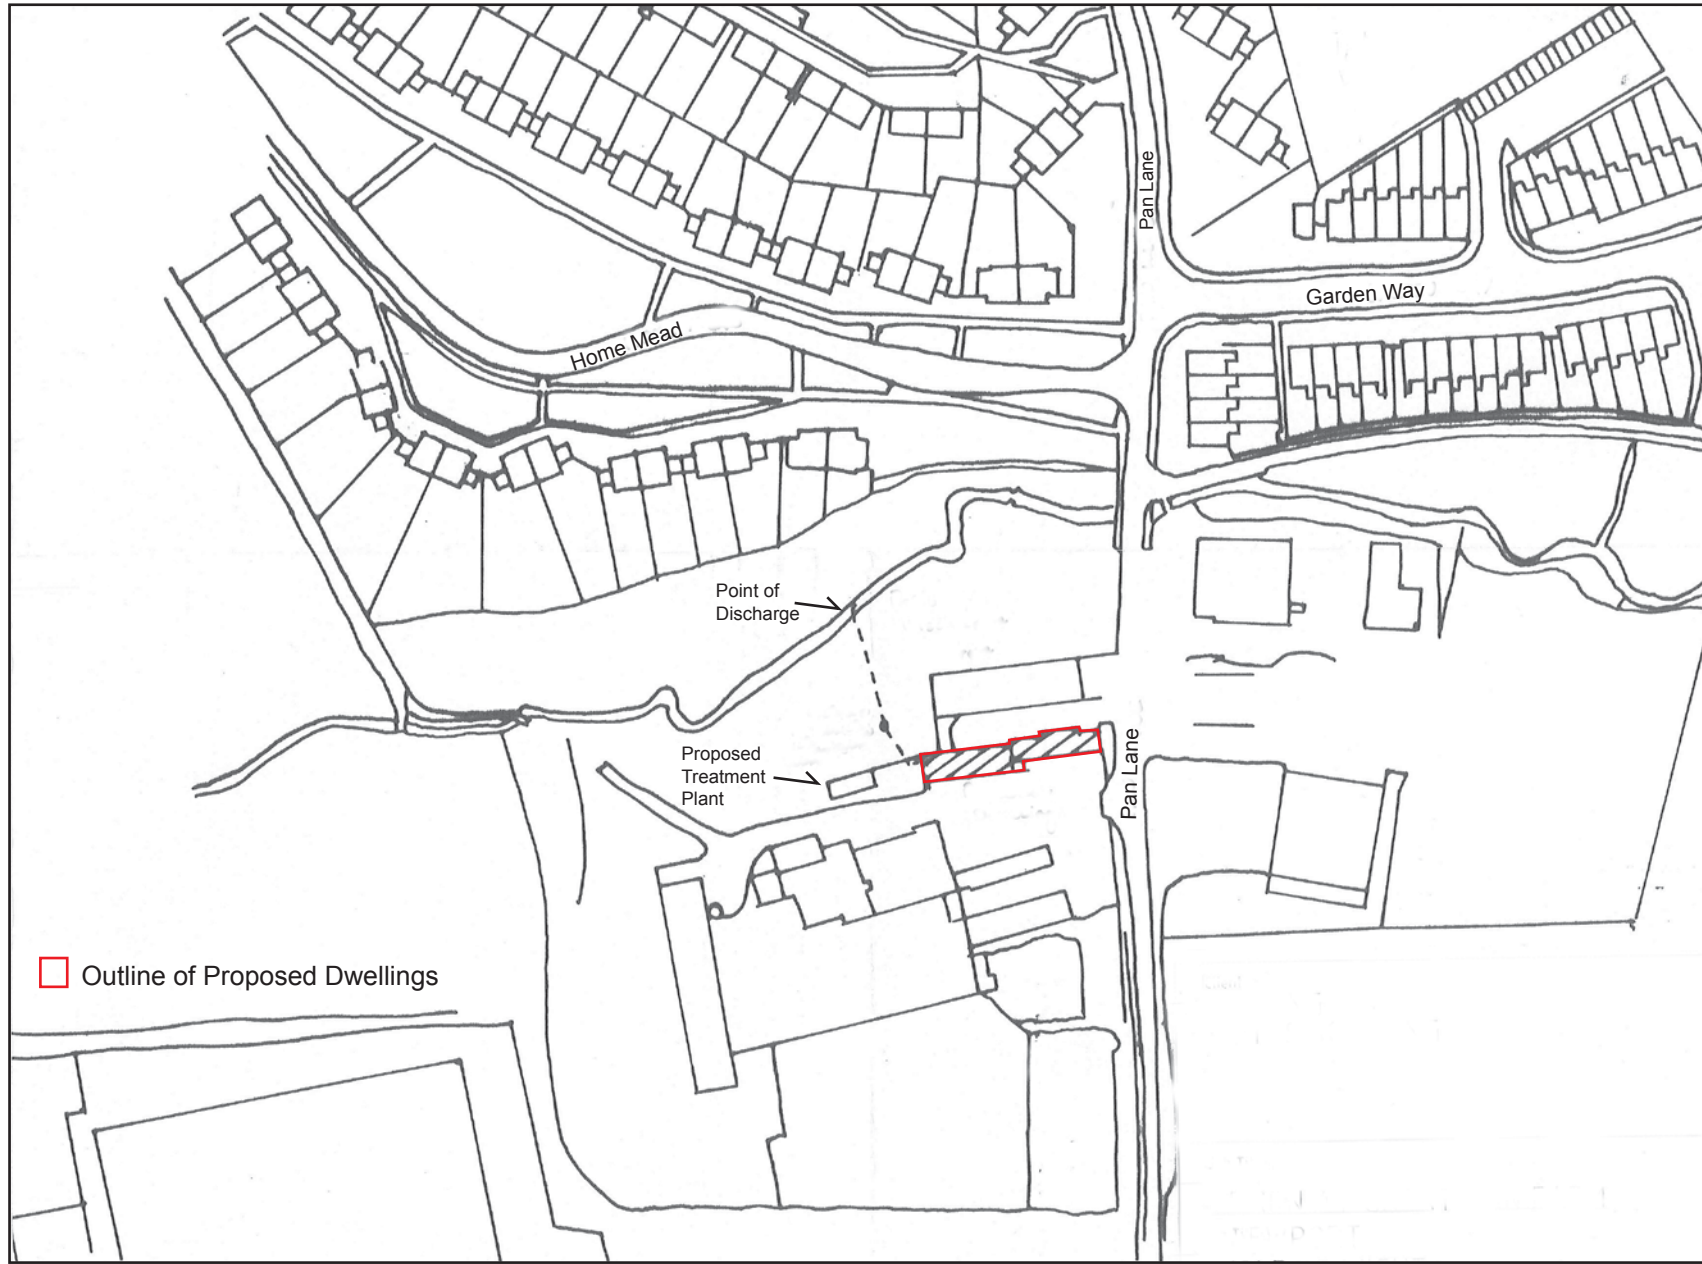 Pan Lane
Garden Way
Home Mead
Point of
Discharge
Proposed
Treatment
Plant
Pan Lane
Outline of Proposed Dwellings